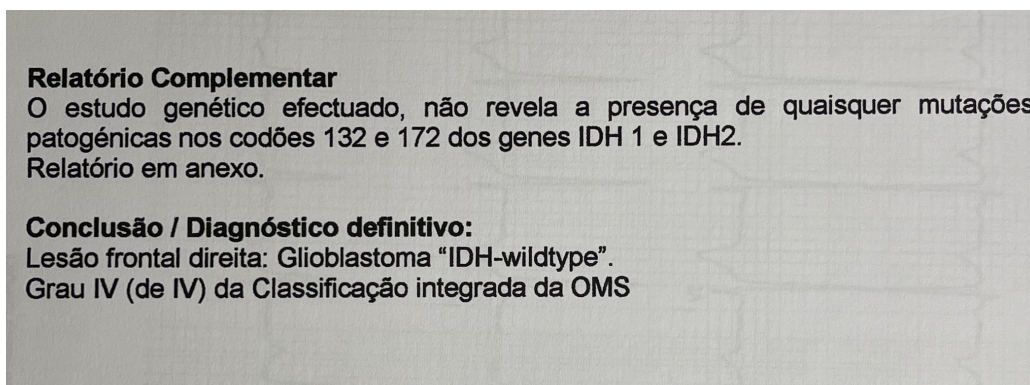 Relatório Complementar
O estudo genético efectuado, não revela a presença de quaisquer mutações
patogénicas nos codões 132 e 172 dos genes IDH 1 e IDH2.
Relatório em anexo.
Conclusão / Diagnóstico definitivo:
Lesão frontal direita: Glioblastoma “IDH-wildtype”.
Grau IV (de IV) da Classificação integrada da OMS